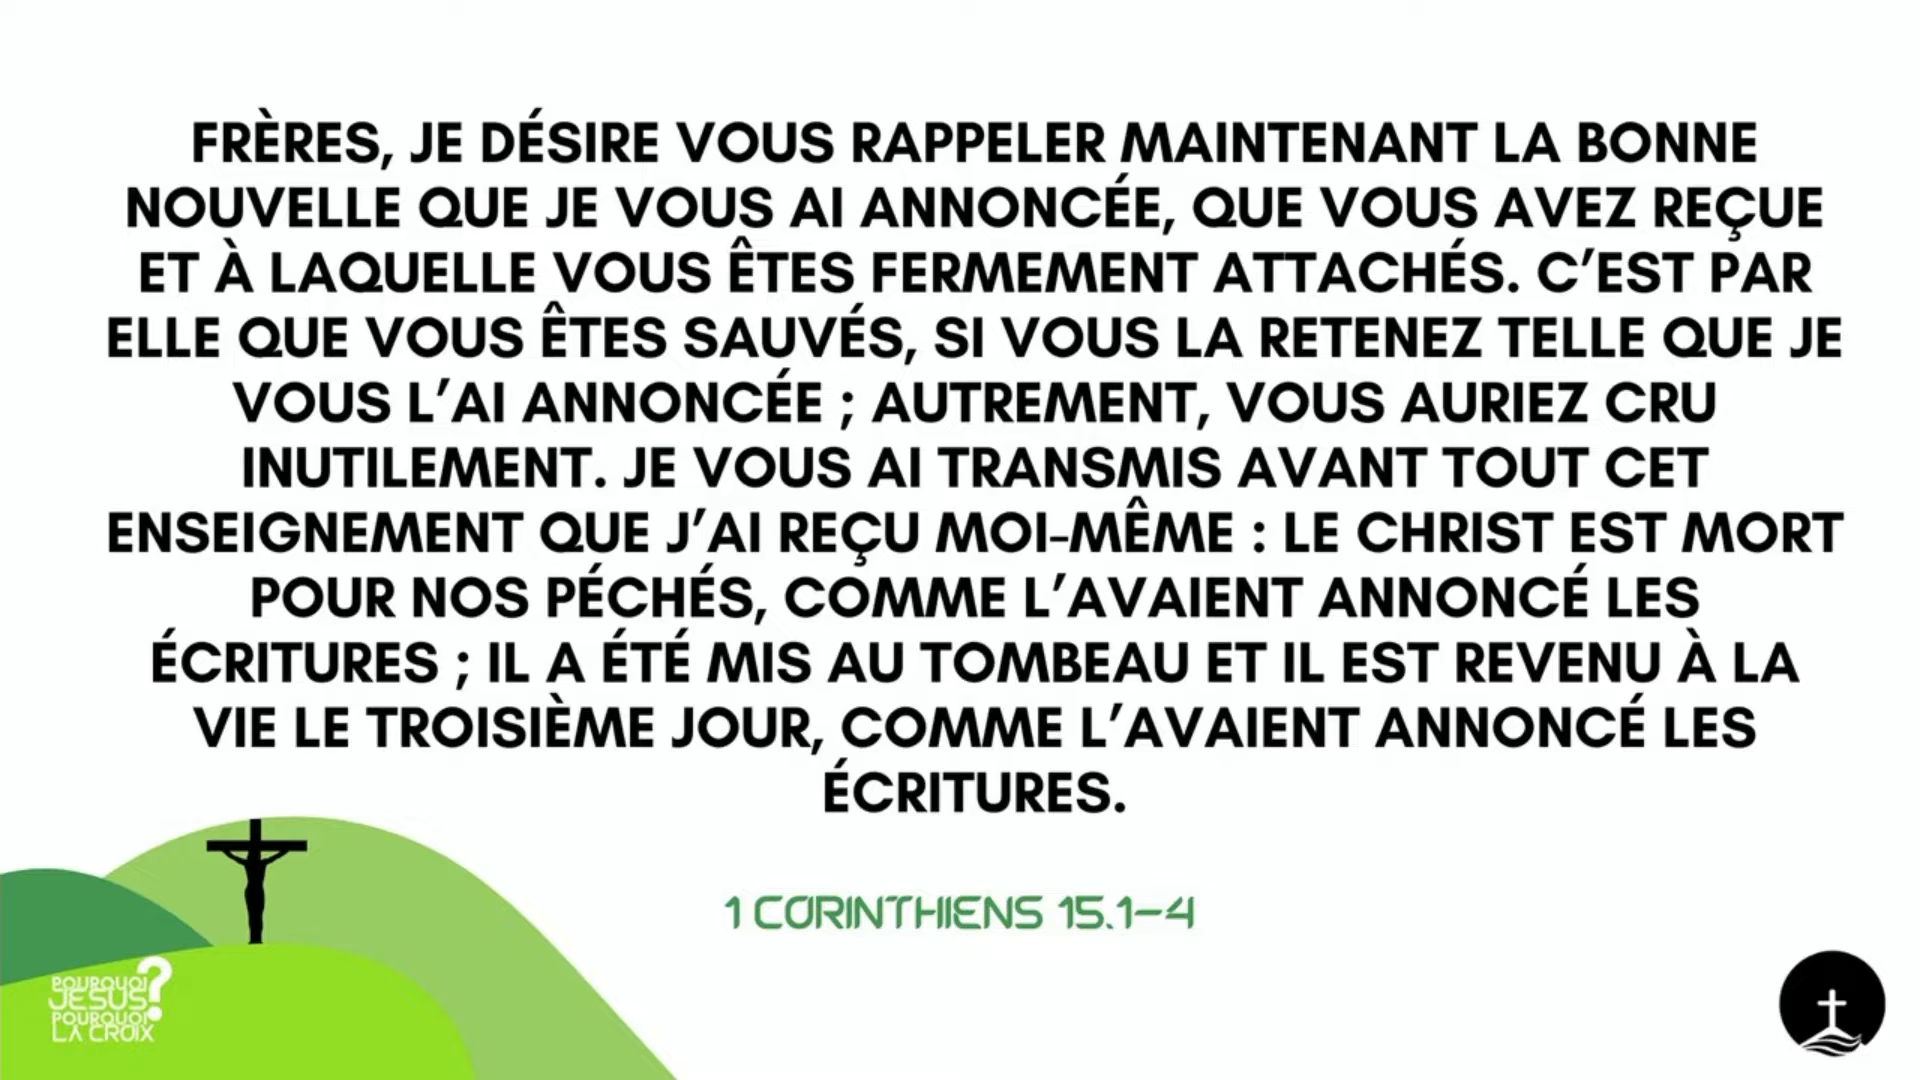 FRÈRES, JE DÉSIRE VOUS RAPPELER MAINTENANT LA BONNE
NOUVELLE QUE JE VOUS AI ANNONCÉE, QUE VOUS AVEZ REÇUE
ET À LAQUELLE VOUS ÊTES FERMEMENT ATTACHÉS. C’EST PAR
ELLE QUE VOUS ÊTES SAUVÉS, SI VOUS LA RETENEZ TELLE QUE JE
VOUS L’AI ANNONCÉE ; AUTREMENT, VOUS AURIEZ CRU
INUTILEMENT. JE VOUS AI TRANSMIS AVANT TOUT CET
ENSEIGNEMENT QUE J’AI REÇU MOI-MÊME : LE CHRIST EST MORT
POUR NOS PÉCHÉS, COMME L’AVAIENT ANNONCÉ LES
ÉCRITURES ; IL A ÉTÉ MIS AU TOMBEAU ET IL EST REVENU À LA
VIE LE TROISIÈME JOUR, COMME L’AVAIENT ANNONCÉ LES
ÉCRITURES.
1 CORINTHIENS 15.1–4
POURQUOI
JESUS?
POURQUOI
LA CROIX